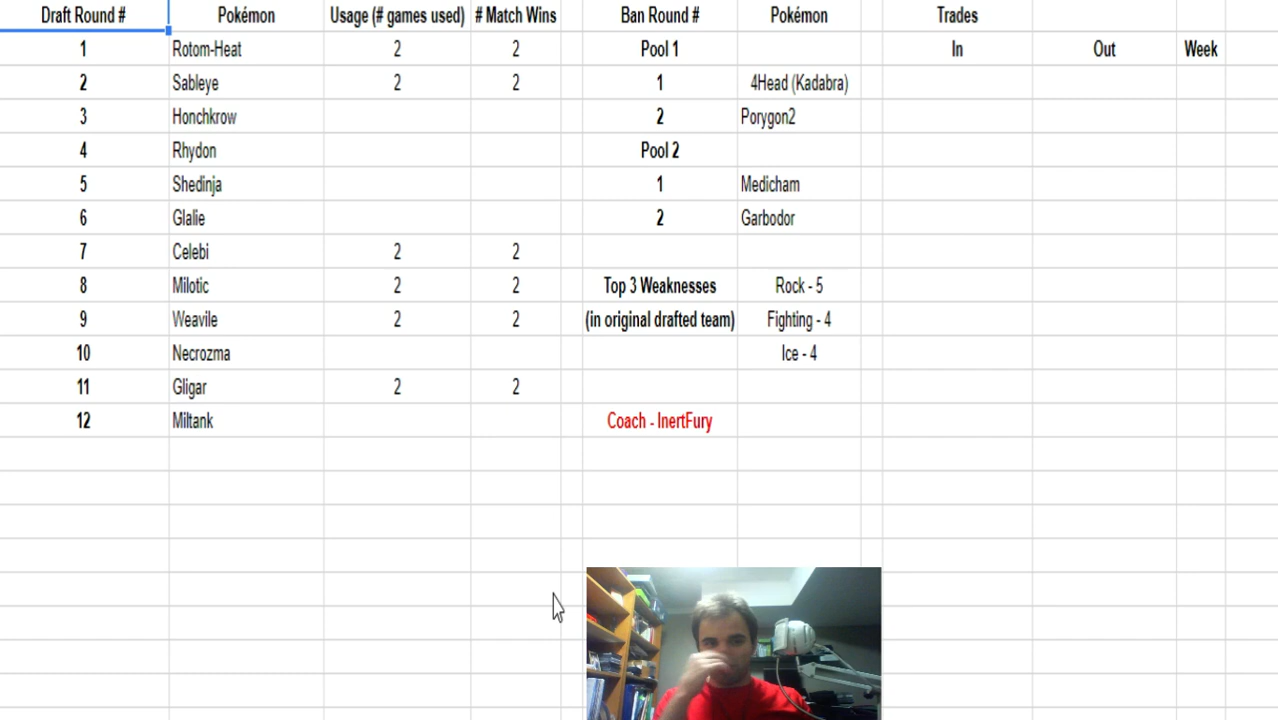 Draft Round # Pokémon Usage (# games used) # Match Wins Ban Round # Pokémon Trades
1 Rotom-Heat 2 2 Pool 1 In Out Week
2 Sableye 2 2 1 4Head (Kadabra)
3 Honchkrow 2 Porygon2
4 Rhydon Pool 2
5 Shedinja 1 Medicham
6 Glalie 2 Garbodor
7 Celebi 2 2
8 Milotic 2 2 Top 3 Weaknesses Rock - 5
9 Weavile 2 2 (in original drafted team) Fighting - 4
10 Necrozma Ice - 4
11 Gligar 2 2
12 Miltank Coach - InertFury